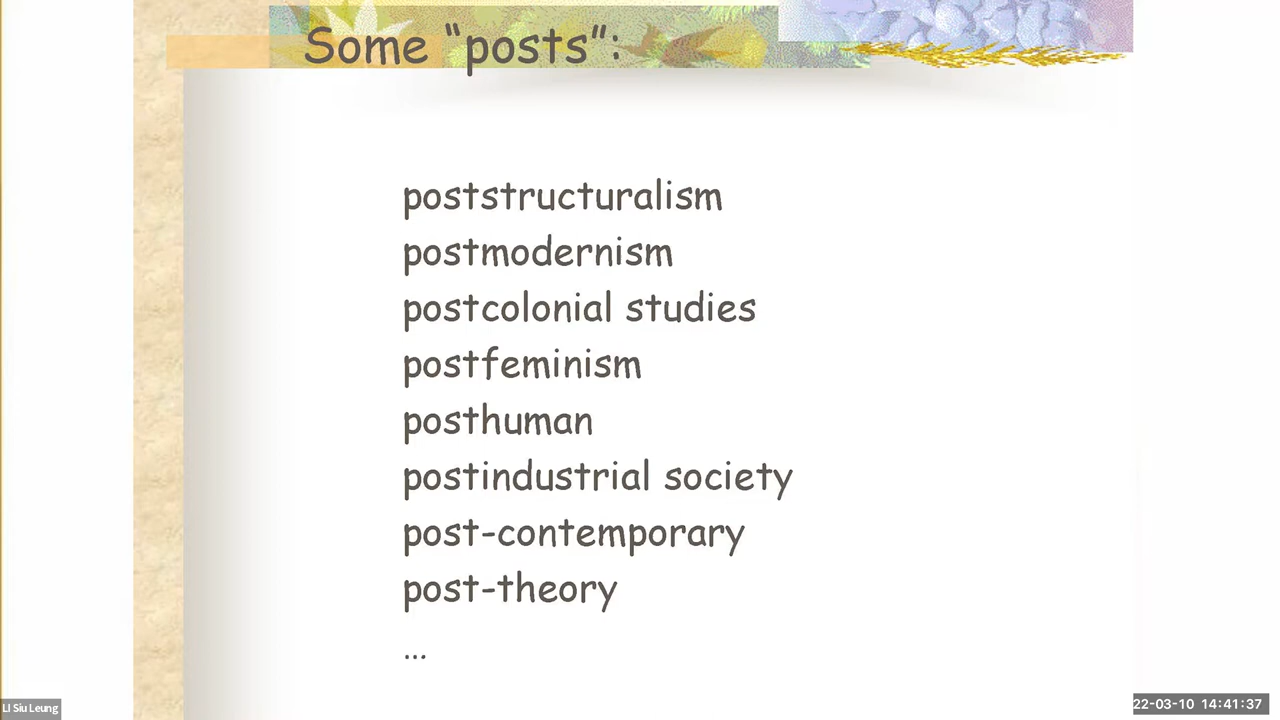 Some “posts”:
poststructuralism
postmodernism
postcolonial studies
postfeminism
posthuman
postindustrial society
post-contemporary
post-theory
...
LI Siu Leung
22-03-10 14:41:37